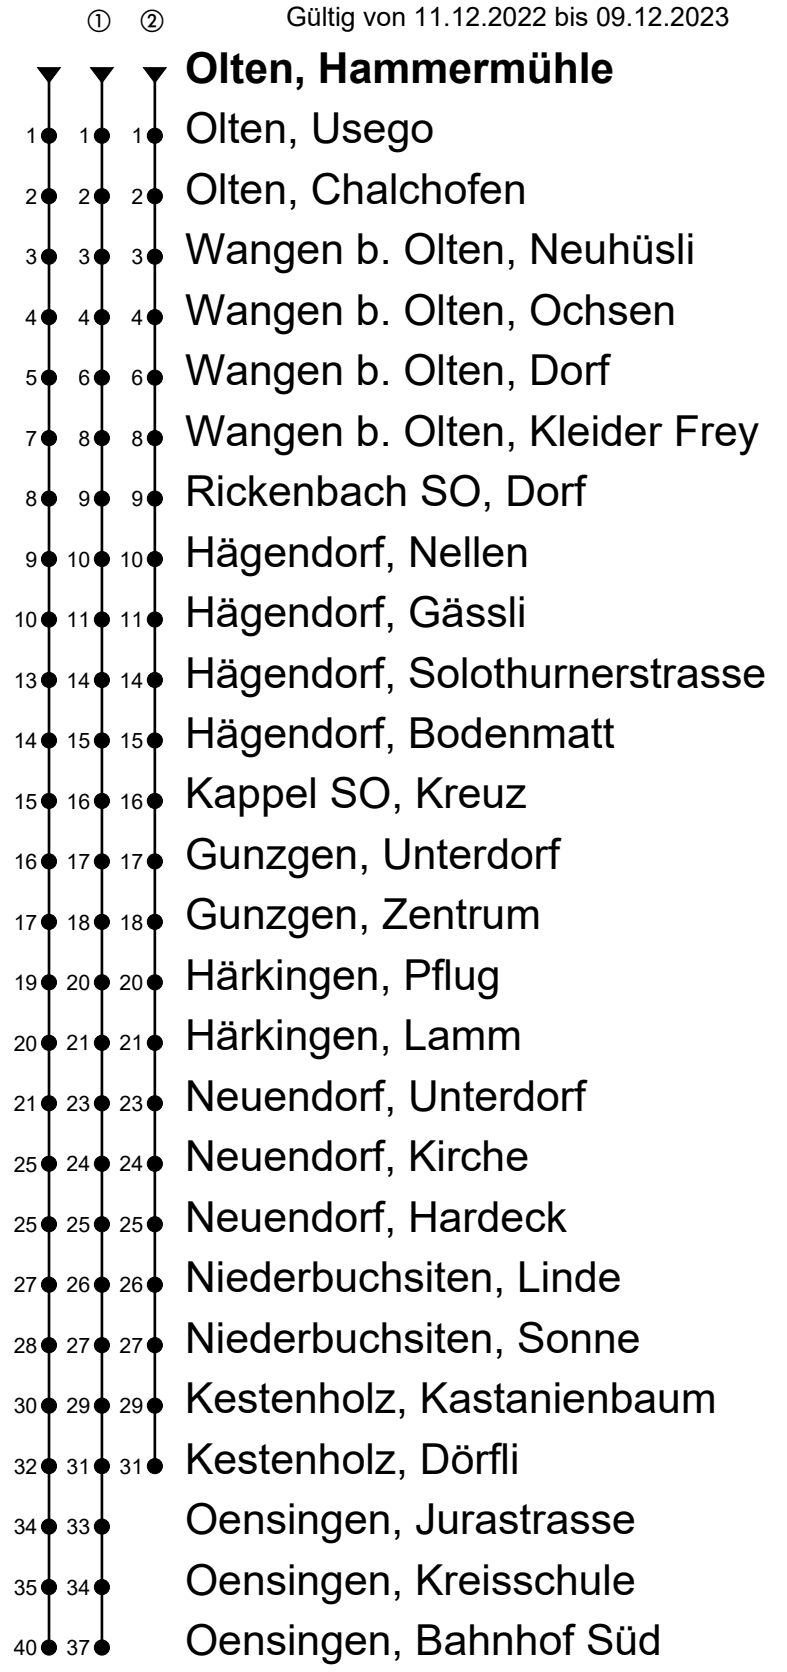 ① ② Gültig von 11.12.2022 bis 09.12.2023
Olten, Hammermühle
1 1 1 Olten, Usego
2 2 2 Olten, Chalchofen
3 3 3 Wangen b. Olten, Neuhüsli
4 4 4 Wangen b. Olten, Ochsen
5 6 6 Wangen b. Olten, Dorf
7 8 8 Wangen b. Olten, Kleider Frey
8 9 9 Rickenbach SO, Dorf
9 10 10 Hägendorf, Nellen
10 11 11 Hägendorf, Gässli
13 14 14 Hägendorf, Solothurnerstrasse
14 15 15 Hägendorf, Bodenmatt
15 16 16 Kappel SO, Kreuz
16 17 17 Gunzgen, Unterdorf
17 18 18 Gunzgen, Zentrum
19 20 20 Härkingen, Pflug
20 21 21 Härkingen, Lamm
21 23 23 Neuendorf, Unterdorf
25 24 24 Neuendorf, Kirche
25 25 25 Neuendorf, Hardeck
27 26 26 Niederbuchsiten, Linde
28 27 27 Niederbuchsiten, Sonne
30 29 29 Kestenholz, Kastanienbaum
32 31 31 Kestenholz, Dörfli
34 33 Oensingen, Jurastrasse
35 34 Oensingen, Kreisschule
40 37 Oensingen, Bahnhof Süd